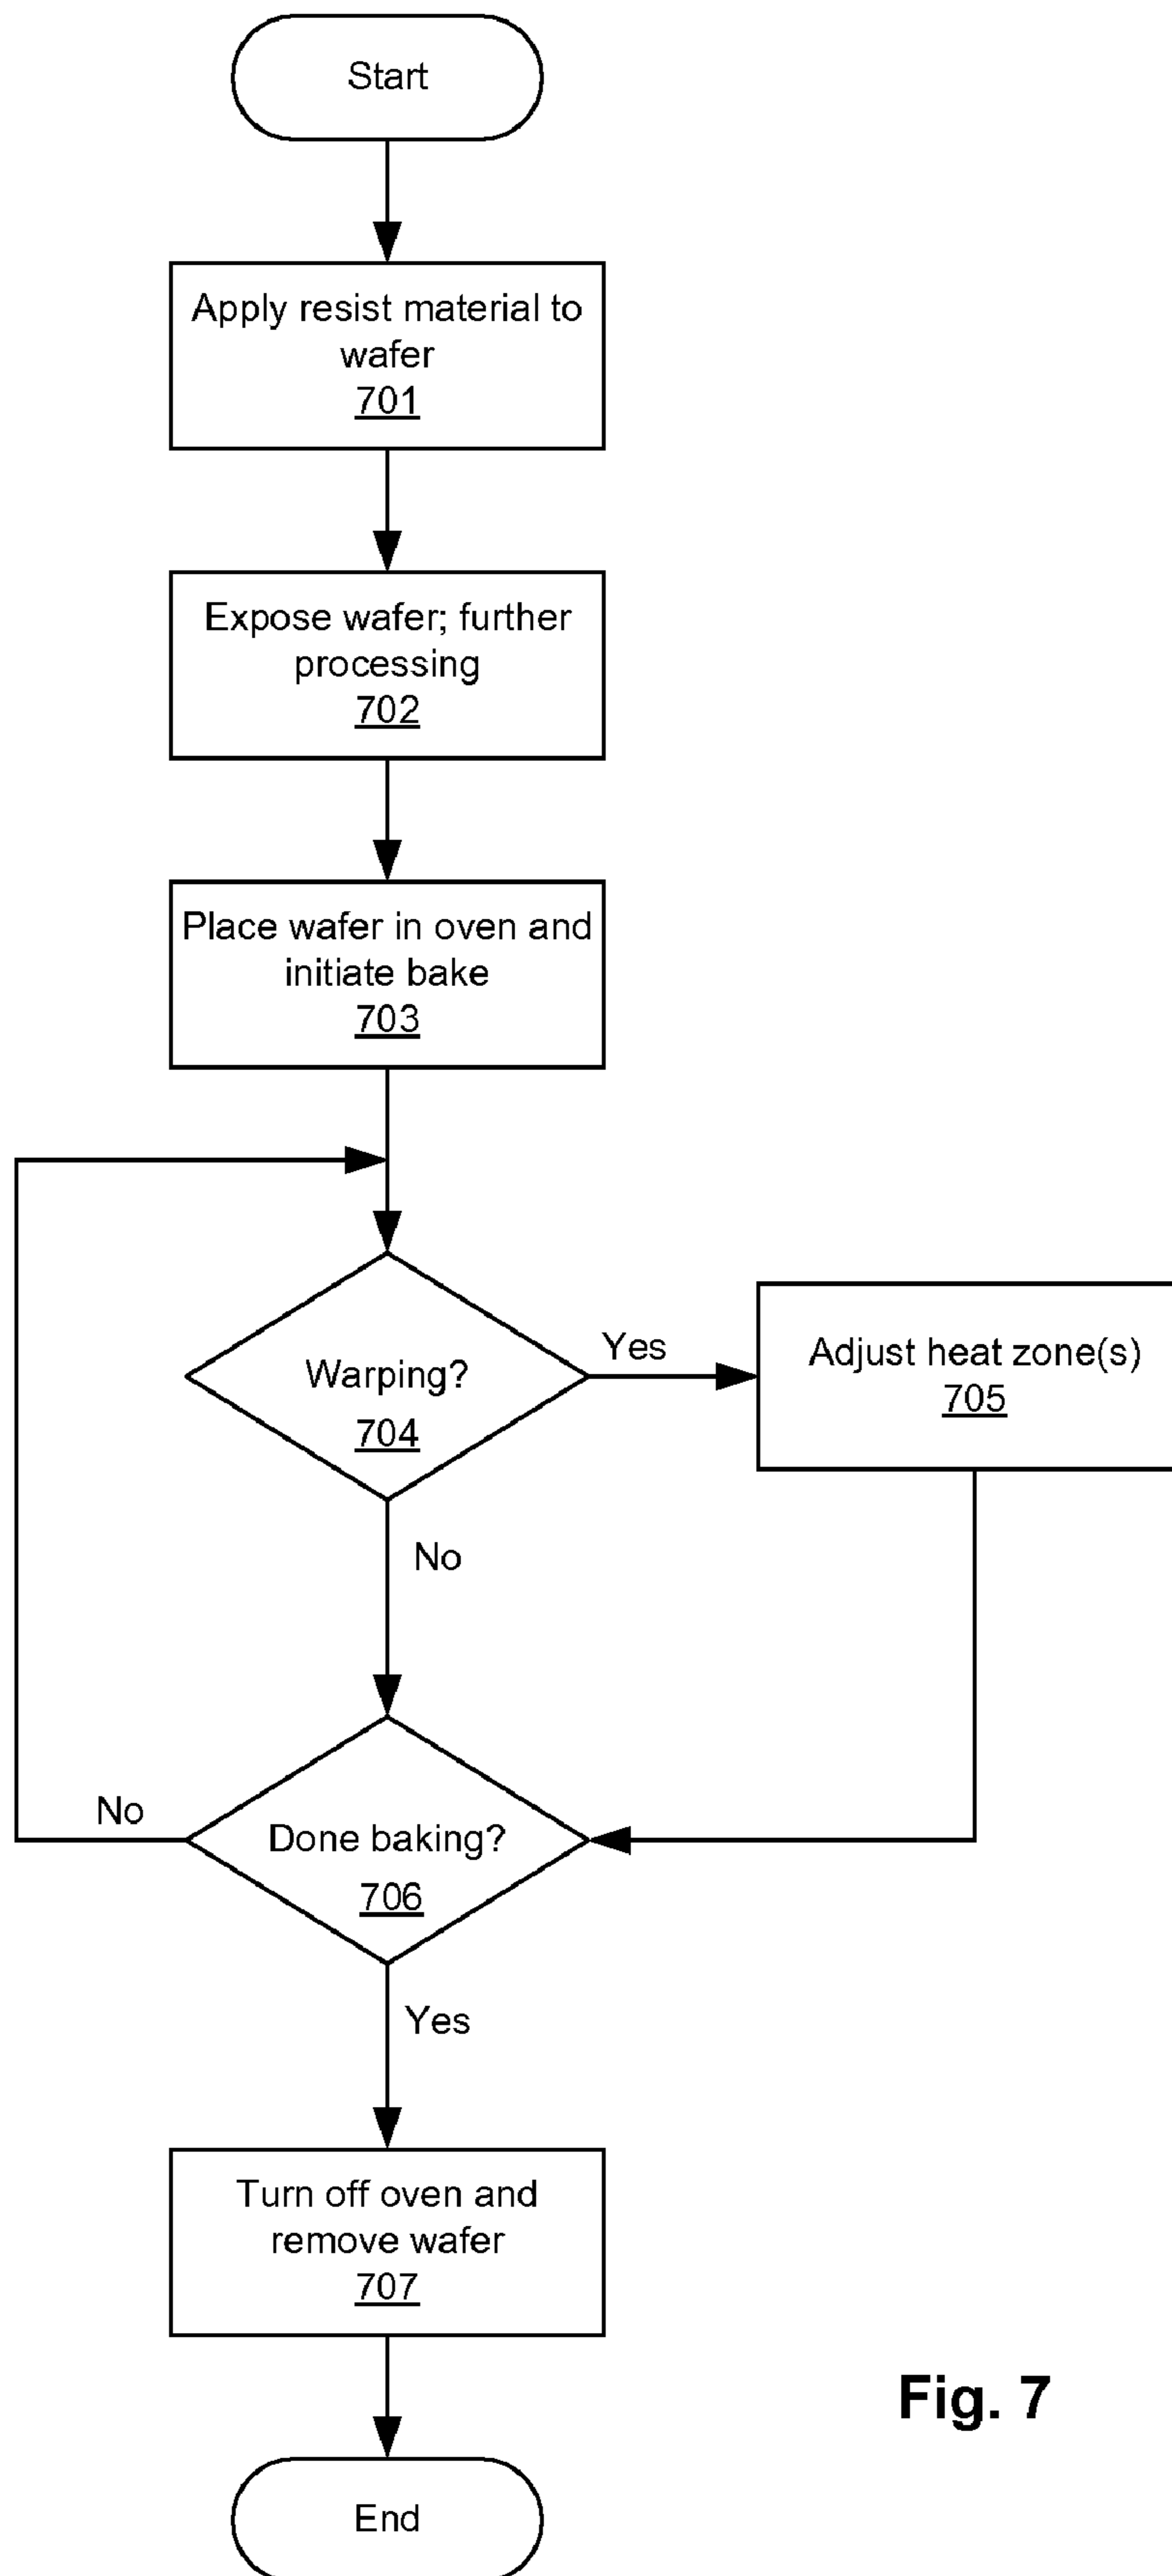 Start
Apply resist material to
wafer
701
Expose wafer; further
processing
702
Place wafer in oven and
initiate bake
703
Warping?
704
Yes
Adjust heat zone(s)
705
No
Done baking?
706
No
Yes
Turn off oven and
remove wafer
707
End
Fig. 7